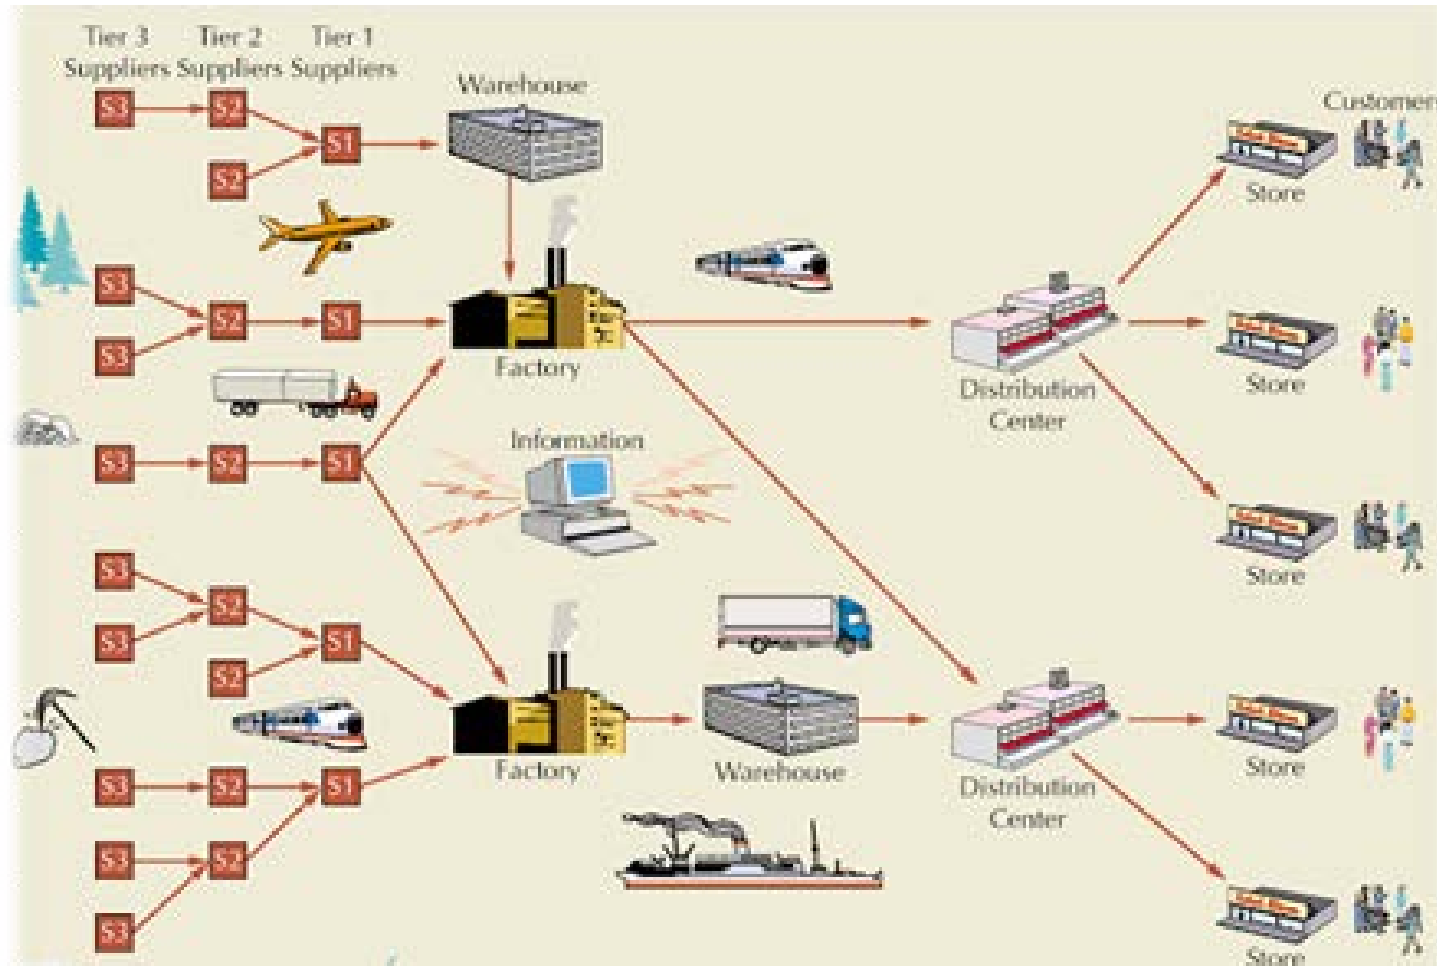 Tier 3 Tier 2 Tier 1
Suppliers Suppliers Suppliers
Warehouse
Customer
S3
S2
S1
S2
Store
S3
S2
S1
S3
Factory
Distribution
Center
Store
Information
S3
S2
S1
Store
S3
S2
S3
S1
S2
Factory
Warehouse
Distribution
Center
Store
S3
S2
S1
S3
S2
S3
Store